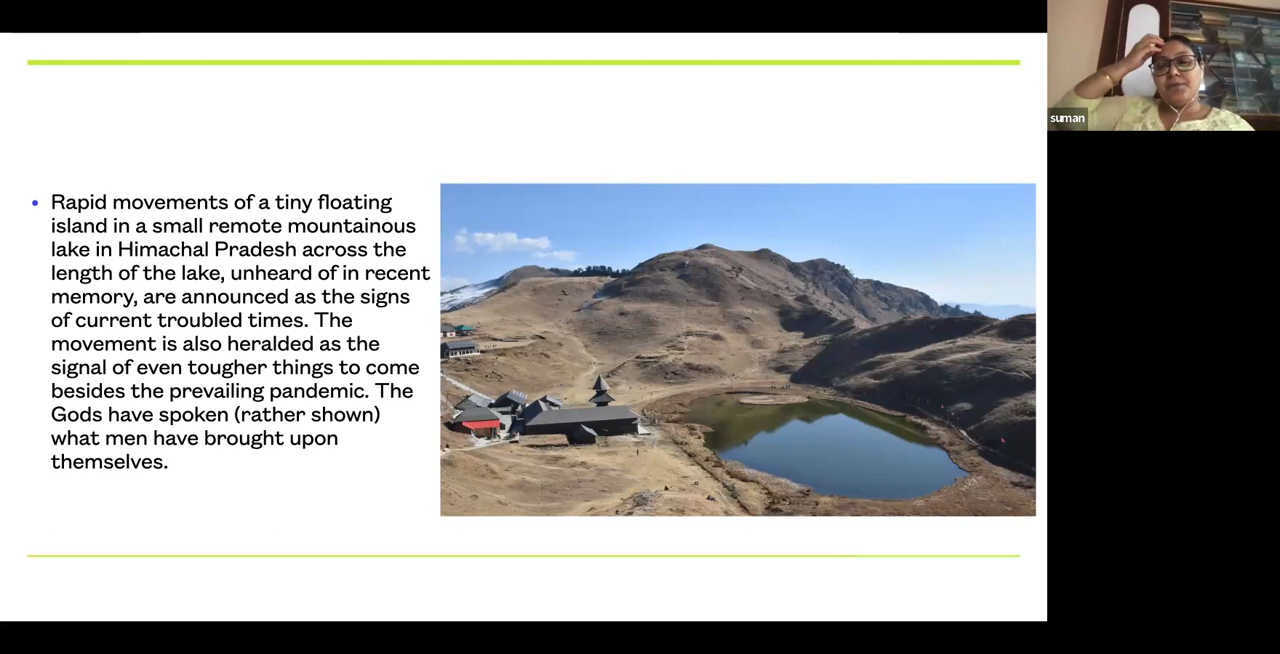 Rapid movements of a tiny floating
island in a small remote mountainous
lake in Himachal Pradesh across the
length of the lake, unheard of in recent
memory, are announced as the signs
of current troubled times. The
movement is also heralded as the
signal of even tougher things to come
besides the prevailing pandemic. The
Gods have spoken (rather shown)
what men have brought upon
themselves.
suman